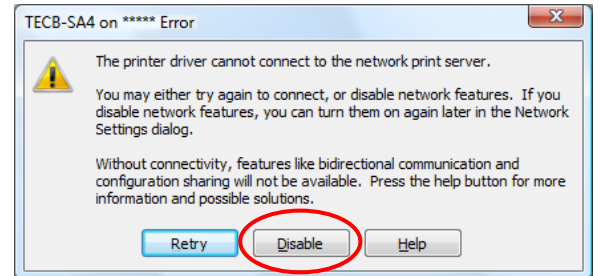 TECB-SA4 on ***** Error
The printer driver cannot connect to the network print server.
You may either try again to connect, or disable network features.  If you
disable network features, you can turn them on again later in the Network
Settings dialog.
Without connectivity, features like bidirectional communication and
configuration sharing will not be available.  Press the help button for more
information and possible solutions.
Retry Disable Help